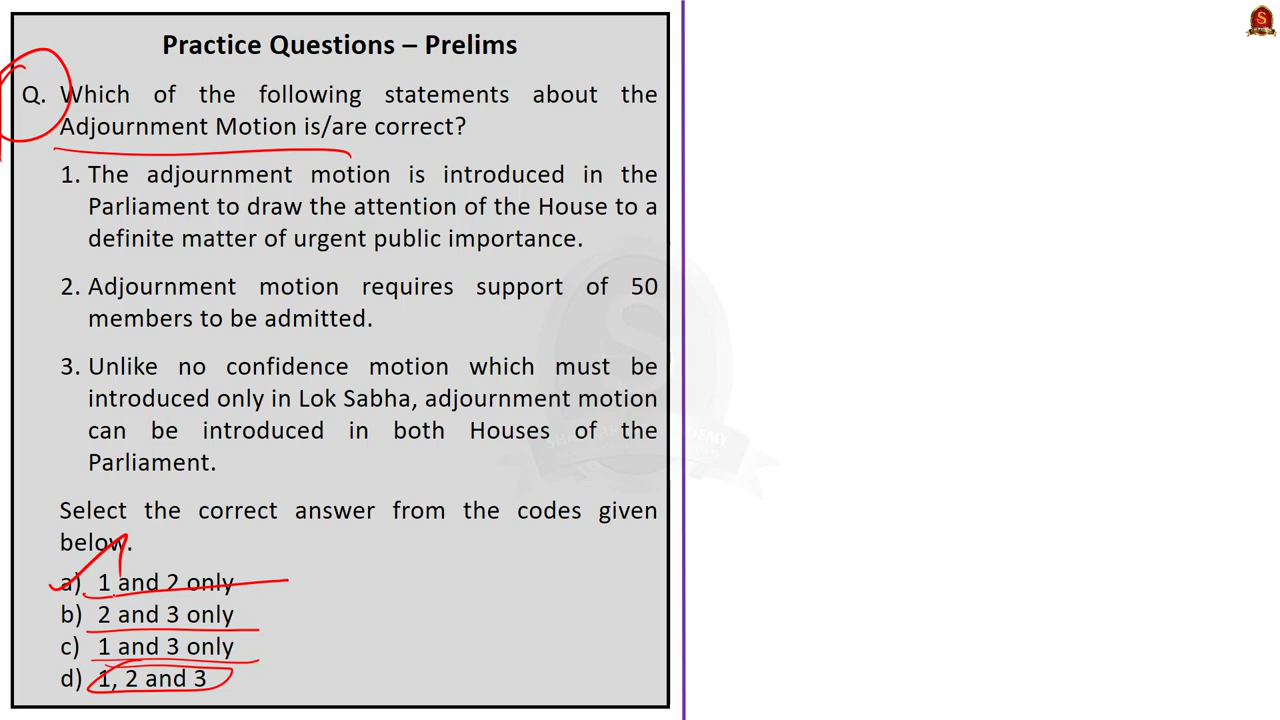 Practice Questions – Prelims
Q. Which of the following statements about the
Adjournment Motion is/are correct?
1. The adjournment motion is introduced in the
Parliament to draw the attention of the House to a
definite matter of urgent public importance.
2. Adjournment motion requires support of 50
members to be admitted.
3. Unlike no confidence motion which must be
introduced only in Lok Sabha, adjournment motion
can be introduced in both Houses of the
Parliament.
Select the correct answer from the codes given
below.
a) 1 and 2 only
b) 2 and 3 only
c) 1 and 3 only
d) 1, 2 and 3